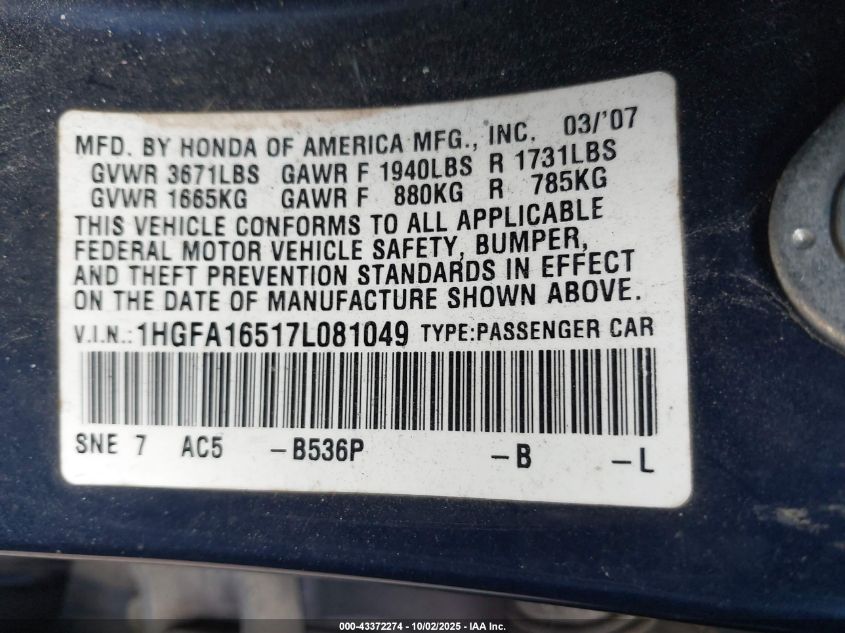 MFD. BY HONDA OF AMERICA MFG., INC. 03/'07
GVWR 3671LBS GAWR F 1940LBS R 1731LBS
GVWR 1665KG GAWR F 880KG R 785KG
THIS VEHICLE CONFORMS TO ALL APPLICABLE
FEDERAL MOTOR VEHICLE SAFETY, BUMPER,
AND THEFT PREVENTION STANDARDS IN EFFECT
ON THE DATE OF MANUFACTURE SHOWN ABOVE.
V.I.N.: 1HGFA16517L081049 TYPE:PASSENGER CAR
SNE 7 AC5 -B536P -B -L
000-43372274 - 10/02/2025 - IAA Inc.